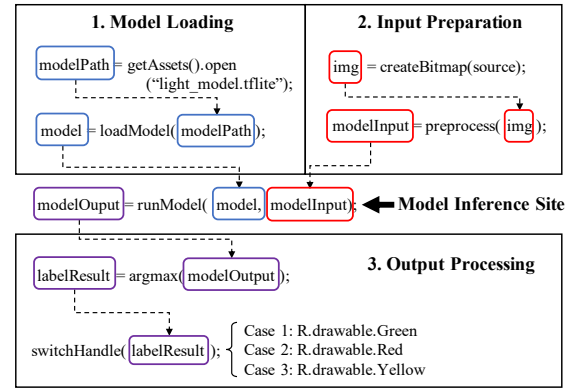 1. Model Loading
modelPath = getAssets().open
(“light_model.tflite”);
model = loadModel( modelPath );
2. Input Preparation
img = createBitmap(source);
modelInput = preprocess( img );
modelOuput = runModel( model, modelInput);
Model Inference Site
3. Output Processing
labelResult = argmax( modelOutput );
switchHandle( labelResult );
Case 1: R.drawable.Green
Case 2: R.drawable.Red
Case 3: R.drawable.Yellow